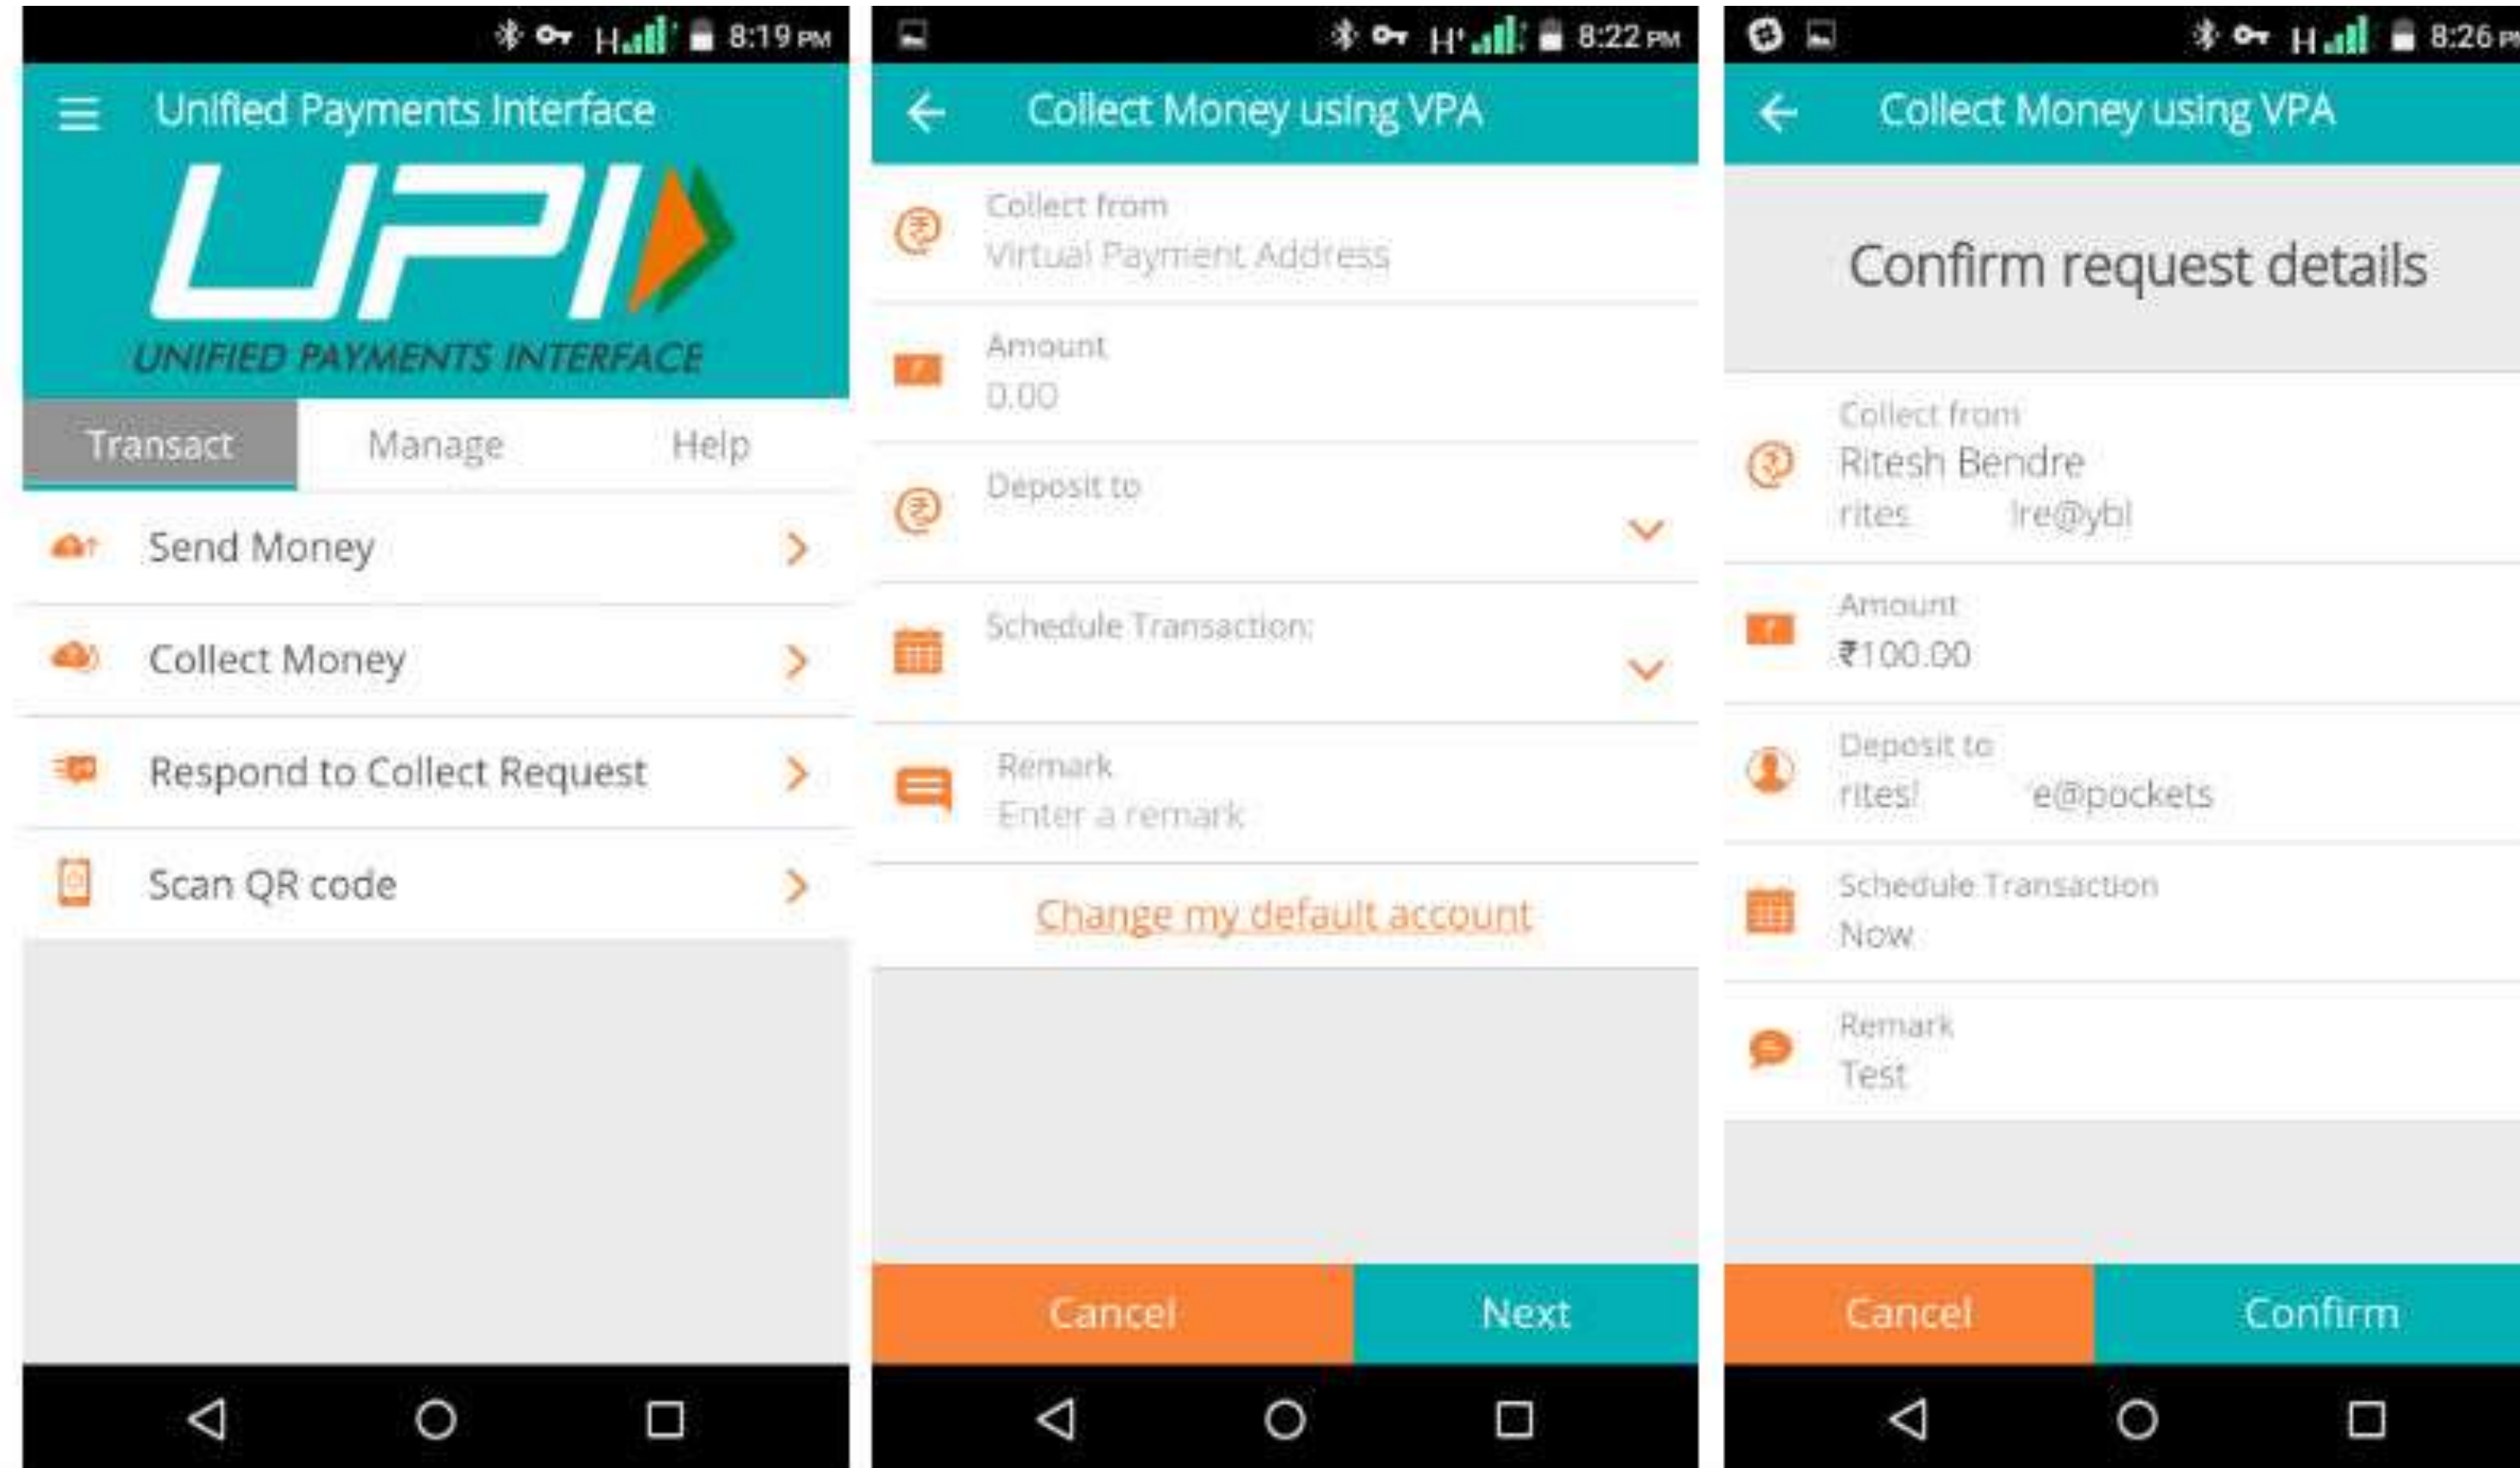 8:19 PM
Unified Payments Interface
UPI
UNIFIED PAYMENTS INTERFACE
Transact Manage Help
Send Money
Collect Money
Respond to Collect Request
Scan QR code
H+ 8:22 PM
Collect Money using VPA
Collect from
Virtual Payment Address
Amount
0.00
Deposit to
Schedule Transaction:
Remark
Enter a remark
Change my default account
Cancel Next
H 8:26 PM
Collect Money using VPA
Confirm request details
Collect from
Ritesh Bendre
rites lre@ybl
Amount
₹100.00
Deposit to
rites e@pockets
Schedule Transaction
Now
Remark
Test
Cancel Confirm